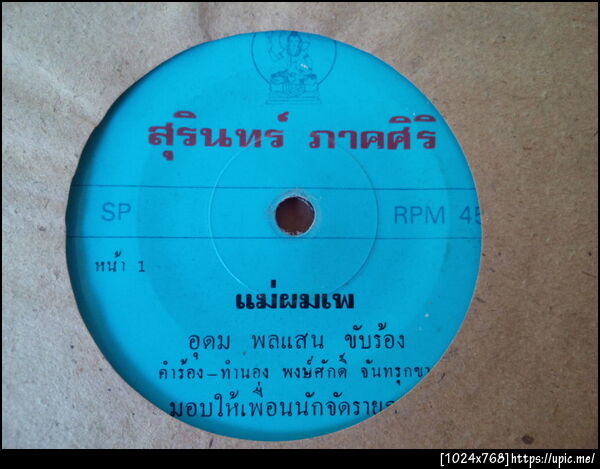 สุรินทร์ ภาคศิริ
SP RPM 45
หน้า 1
แม่ผมเพ
อุดม พลแสน ขับร้อง
คำร้อง-ทำนอง พงษ์ศักดิ์ จันทรุกขา
มอบให้เพื่อนนักจัดราย
[1024x768]https://upic.me/